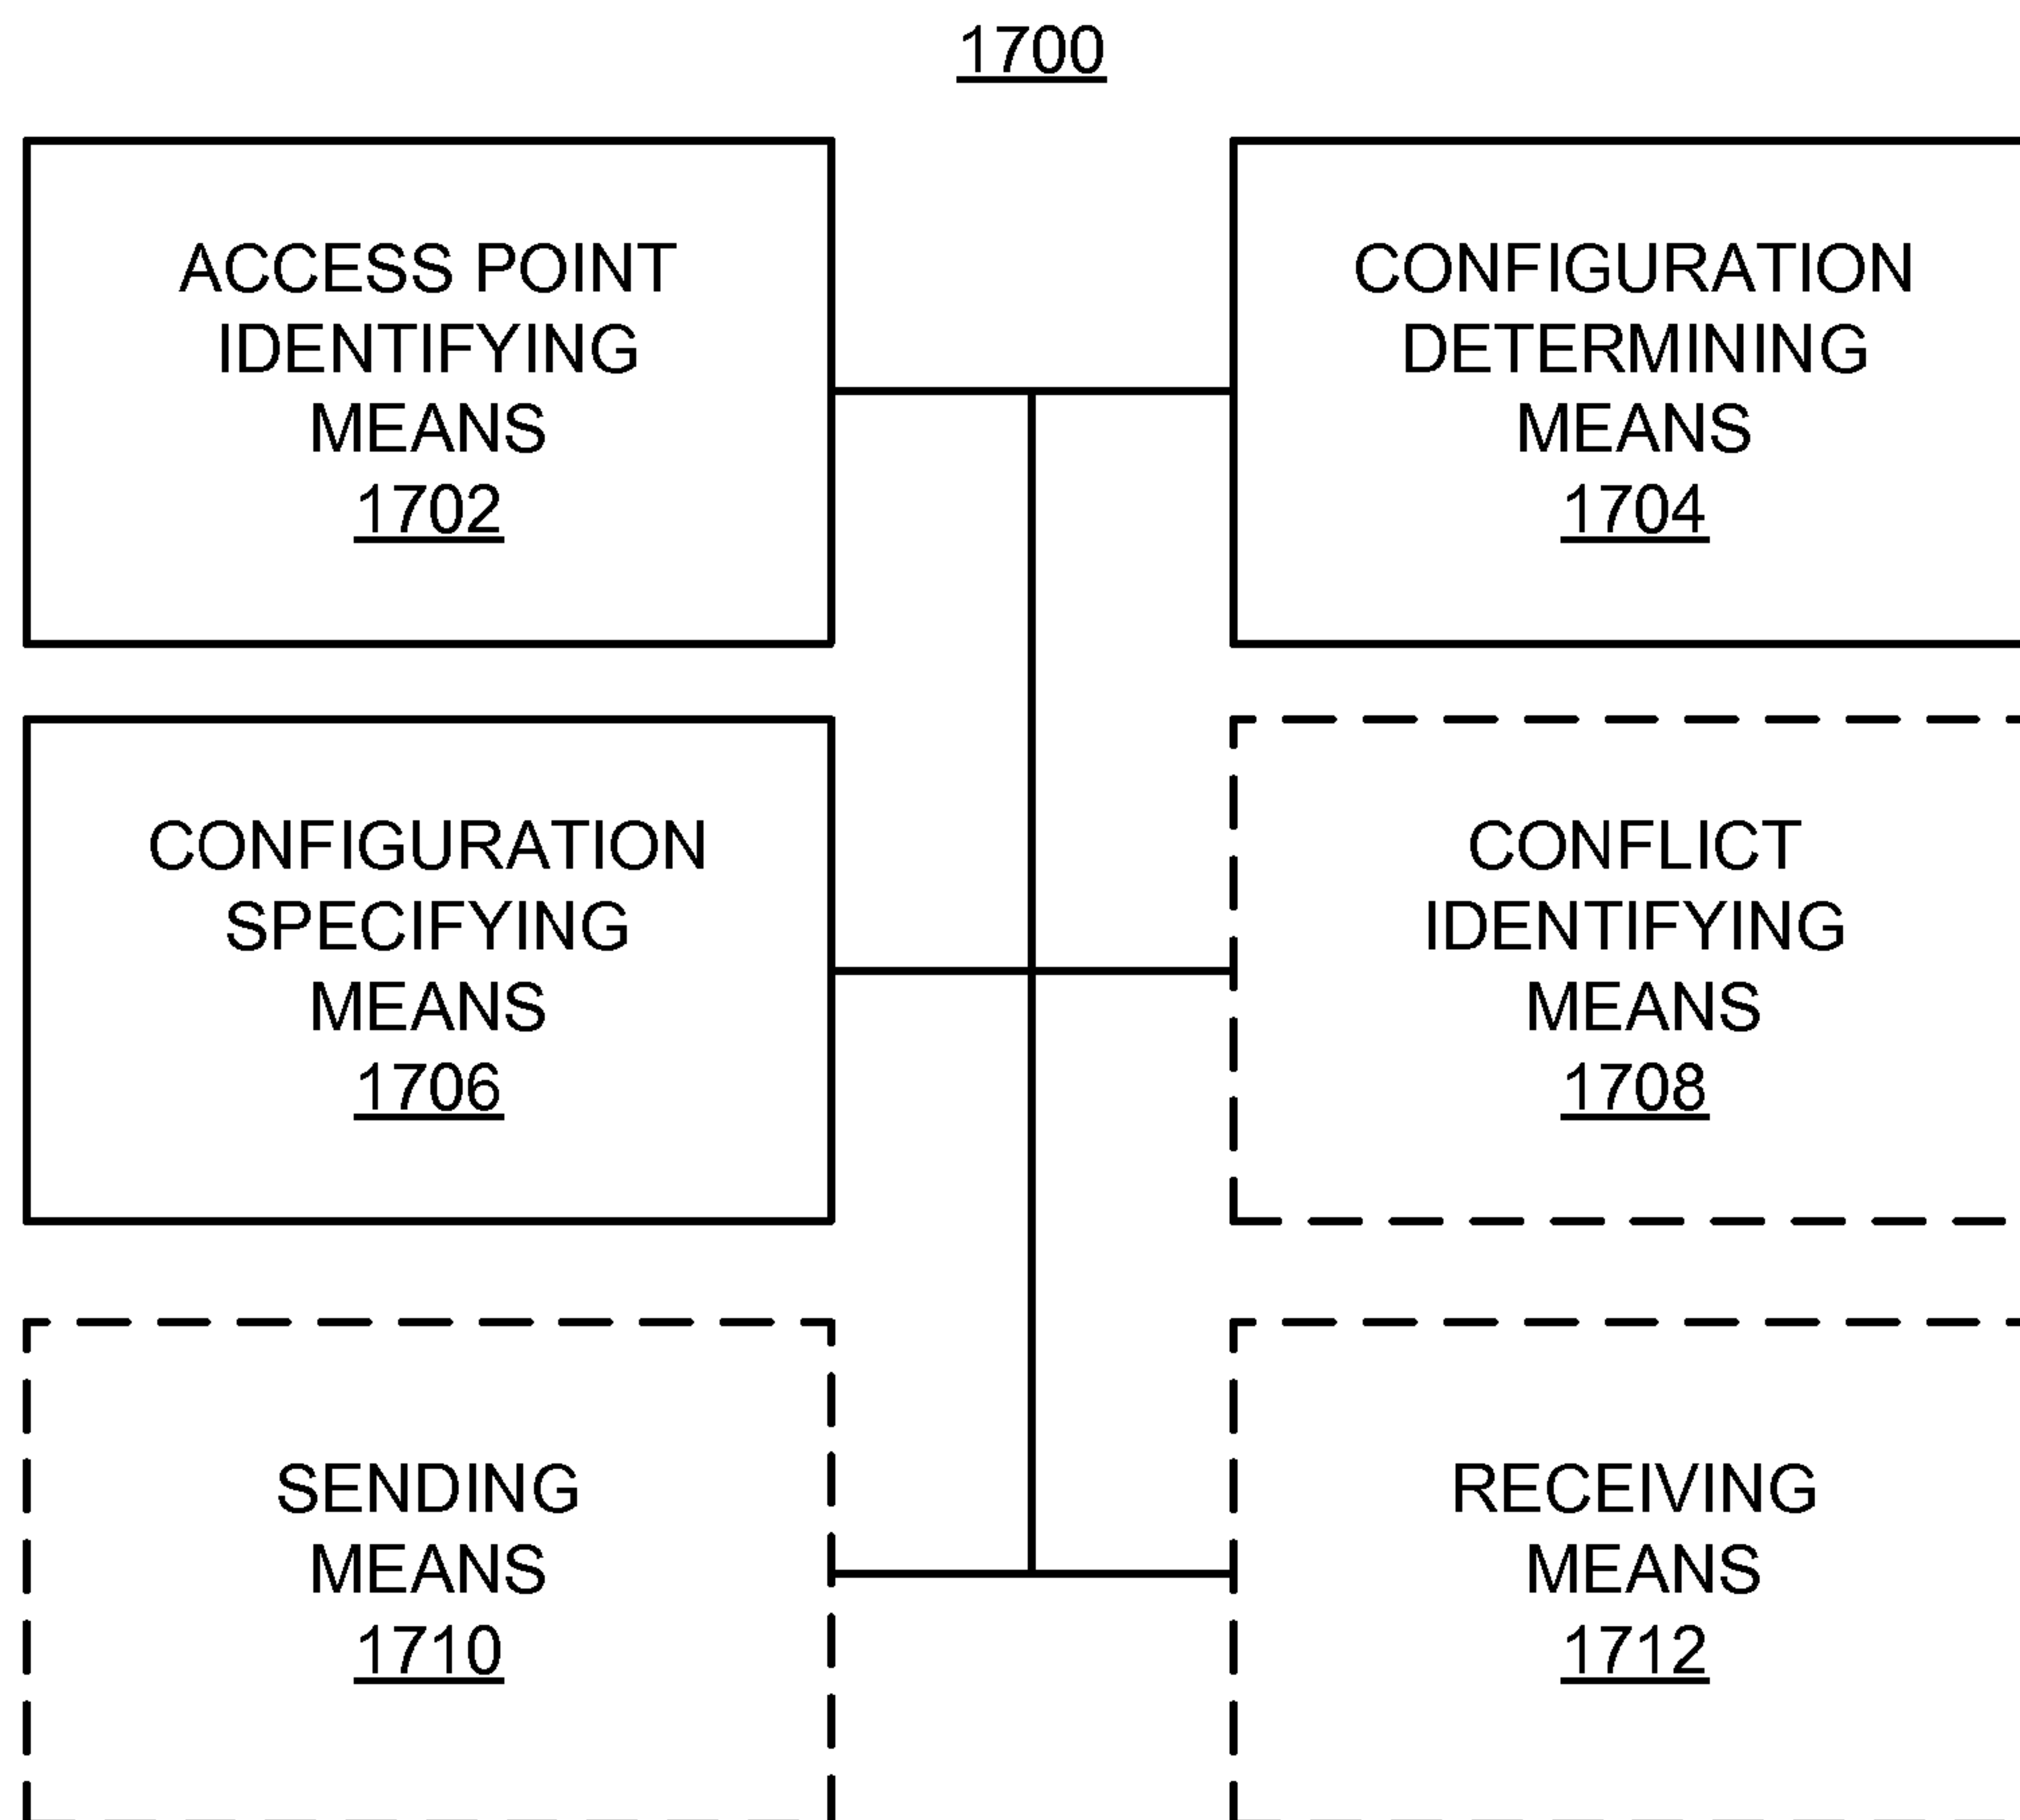 1700
ACCESS POINT
IDENTIFYING
MEANS
1702
CONFIGURATION
DETERMINING
MEANS
1704
CONFIGURATION
SPECIFYING
MEANS
1706
CONFLICT
IDENTIFYING
MEANS
1708
SENDING
MEANS
1710
RECEIVING
MEANS
1712